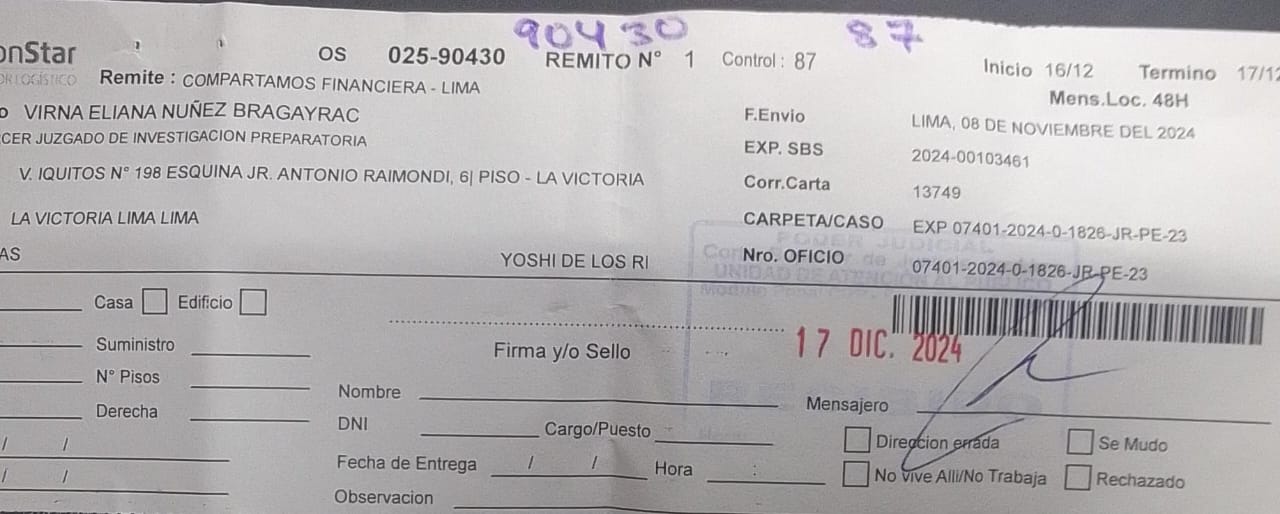 90430 87
onStar OS 025-90430 REMITO N° 1 Control : 87 Inicio 16/12 Termino 17/12
OR LOGÍSTICO Remite : COMPARTAMOS FINANCIERA - LIMA Mens.Loc. 48H
o VIRNA ELIANA NUÑEZ BRAGAYRAC F.Envio LIMA, 08 DE NOVIEMBRE DEL 2024
CER JUZGADO DE INVESTIGACION PREPARATORIA EXP. SBS 2024-00103461
V. IQUITOS N° 198 ESQUINA JR. ANTONIO RAIMONDI, 6| PISO - LA VICTORIA Corr.Carta 13749
LA VICTORIA LIMA LIMA CARPETA/CASO EXP 07401-2024-0-1826-JR-PE-23
PODER JUDICIAL
AS YOSHI DE LOS RI Nro. OFICIO 07401-2024-0-1826-JR-PE-23
UNIDAD DE ATENCION AL PUBLICO
Casa Edificio
17 DIC. 2024
Suministro Firma y/o Sello
N° Pisos
Nombre Mensajero
Derecha DNI Cargo/Puesto Direccion errada Se Mudo
/ / Fecha de Entrega / / Hora : No Vive Alli/No Trabaja Rechazado
/ / Observacion